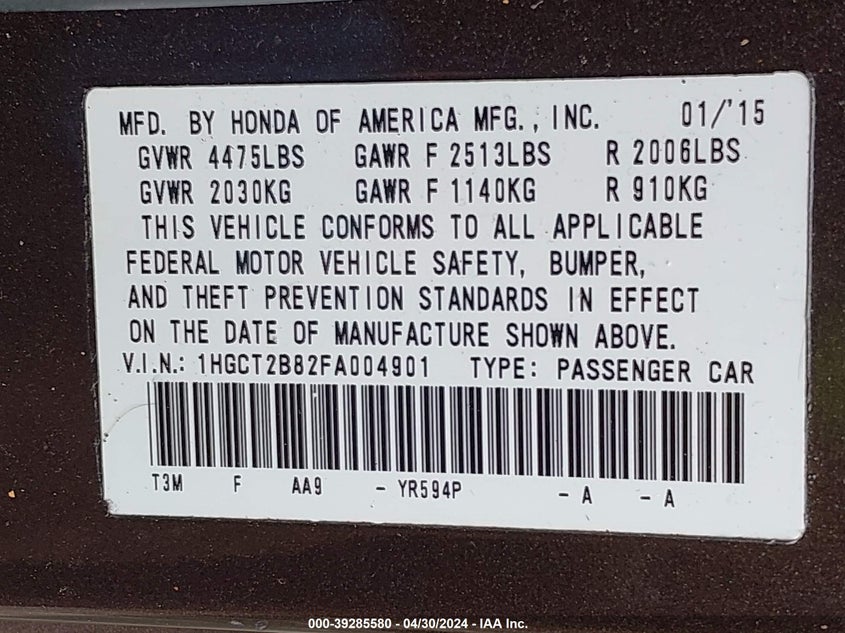 MFD. BY HONDA OF AMERICA MFG., INC. 01/'15
GVWR 4475LBS GAWR F 2513LBS R 2006LBS
GVWR 2030KG GAWR F 1140KG R 910KG
THIS VEHICLE CONFORMS TO ALL APPLICABLE
FEDERAL MOTOR VEHICLE SAFETY, BUMPER,
AND THEFT PREVENTION STANDARDS IN EFFECT
ON THE DATE OF MANUFACTURE SHOWN ABOVE.
V.I.N.: 1HGCT2B82FA004901 TYPE: PASSENGER CAR
T3M F AA9 - YR594P - A - A
000-39285580 - 04/30/2024 - IAA Inc.